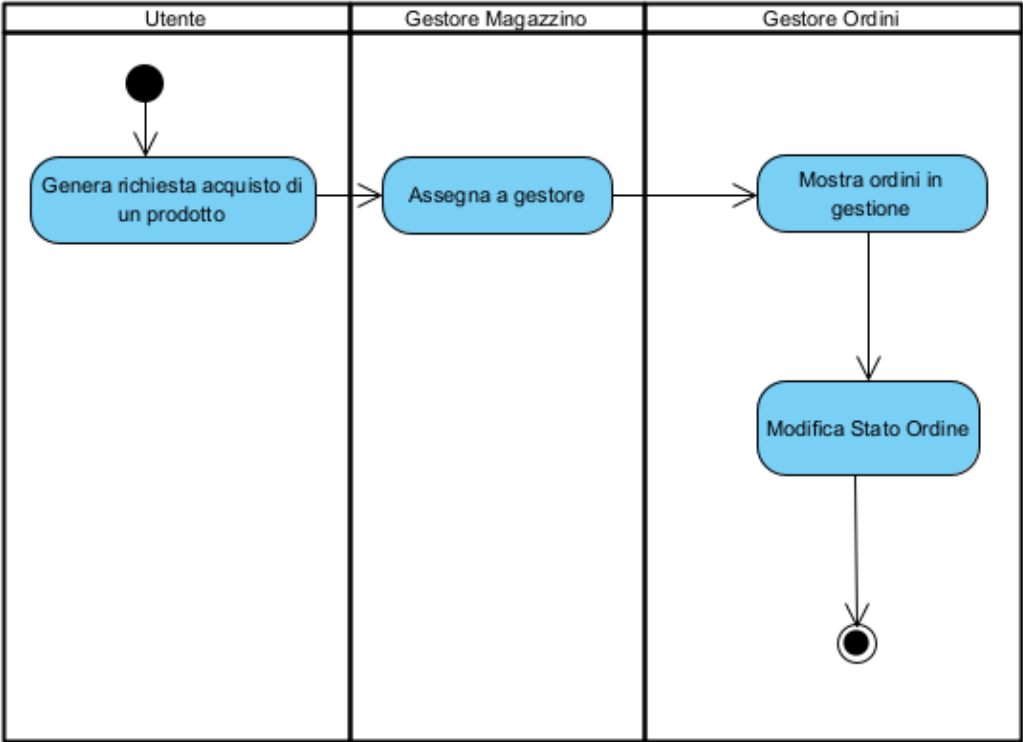 Utente
Gestore Magazzino
Gestore Ordini
Genera richiesta acquisto di
un prodotto
Assegna a gestore
Mostra ordini in
gestione
Modifica Stato Ordine